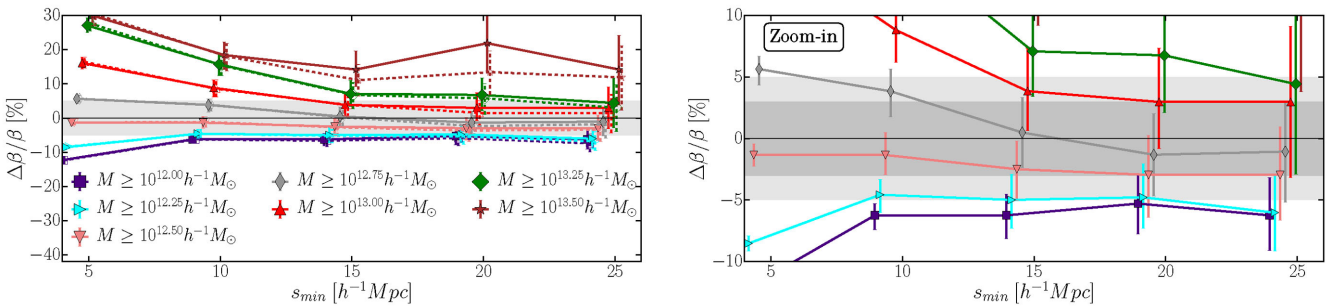 30
20
10
0
−10
−20
−30
−40
Δβ/β [%]
M ≥ 10^{12.00}h^{−1}M_⊙
M ≥ 10^{12.75}h^{−1}M_⊙
M ≥ 10^{13.25}h^{−1}M_⊙
M ≥ 10^{12.25}h^{−1}M_⊙
M ≥ 10^{13.00}h^{−1}M_⊙
M ≥ 10^{13.50}h^{−1}M_⊙
M ≥ 10^{12.50}h^{−1}M_⊙
5 10 15 20 25
s_{min} [h^{−1}Mpc]
Zoom-in
10
5
0
−5
−10
Δβ/β [%]
5 10 15 20 25
s_{min} [h^{−1}Mpc]